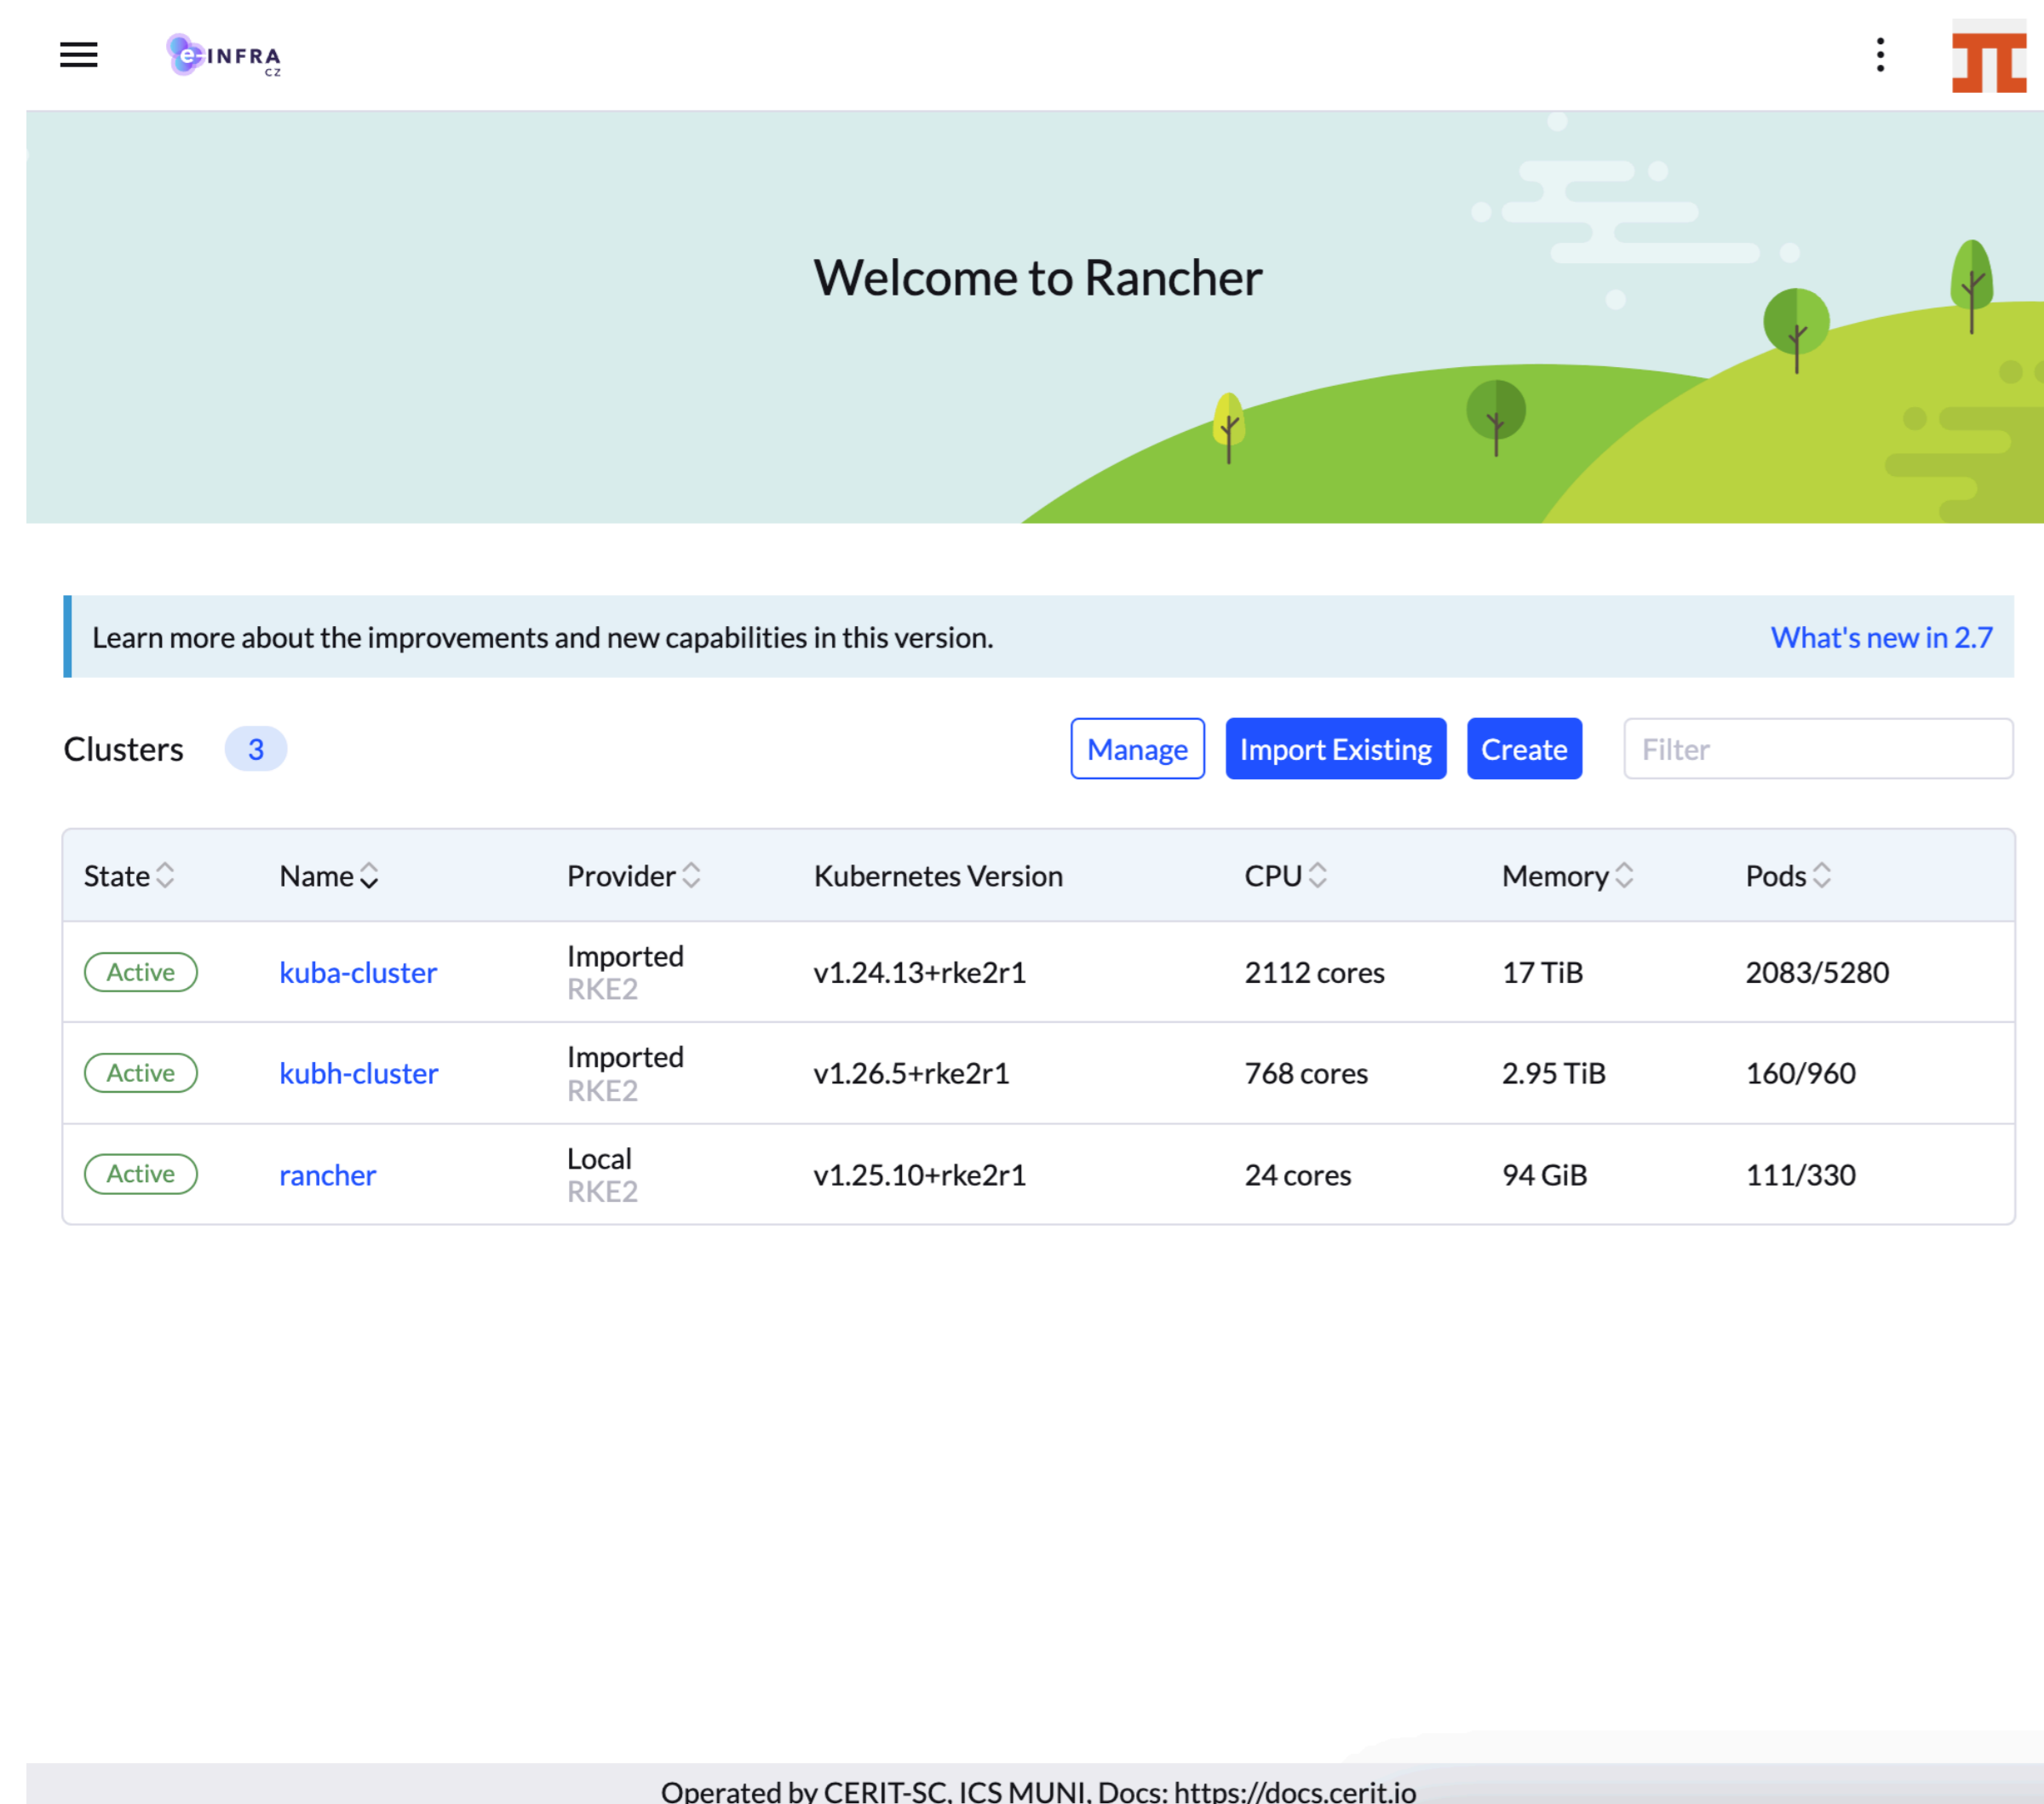 e-INFRA
CZ
Welcome to Rancher
Learn more about the improvements and new capabilities in this version. What's new in 2.7
Clusters 3 Manage Import Existing Create Filter
State Name Provider Kubernetes Version CPU Memory Pods
Active kuba-cluster Imported RKE2 v1.24.13+rke2r1 2112 cores 17 TiB 2083/5280
Active kubh-cluster Imported RKE2 v1.26.5+rke2r1 768 cores 2.95 TiB 160/960
Active rancher Local RKE2 v1.25.10+rke2r1 24 cores 94 GiB 111/330
Operated by CERIT-SC, ICS MUNI, Docs: https://docs.cerit.io